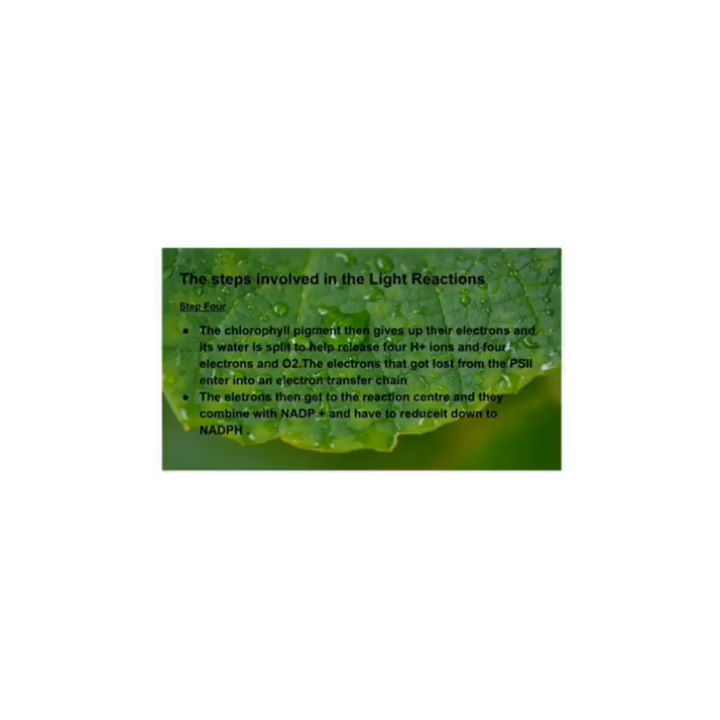 The steps involved in the Light Reactions
Step Four
● The chlorophyll pigment then gives up their electrons and
its water is split to help release four H+ ions and four
electrons and O2.The electrons that got lost from the PSII
enter into an electron transfer chain
● The eletrons then get to the reaction centre and they
combine with NADP + and have to reduceit down to
NADPH .